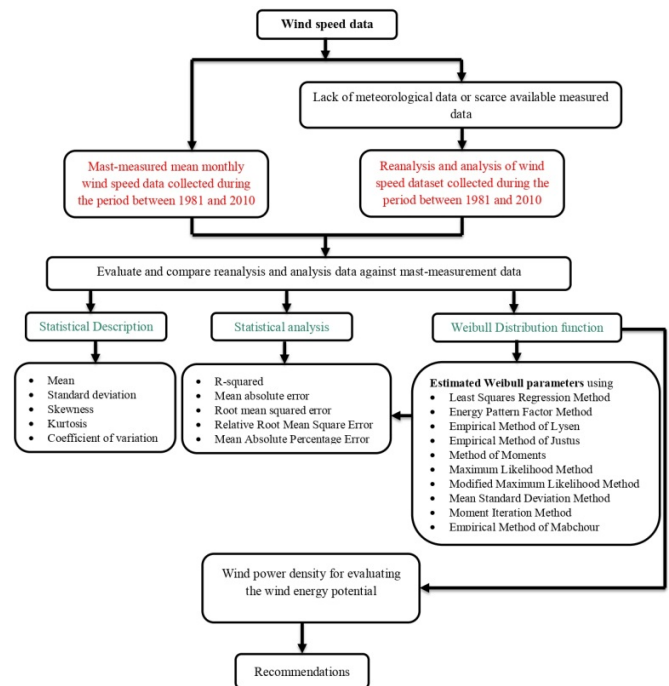 Wind speed data
Lack of meteorological data or scarce available measured
data
Mast-measured mean monthly
wind speed data collected during
the period between 1981 and 2010
Reanalysis and analysis of wind
speed dataset collected during the
period between 1981 and 2010
Evaluate and compare reanalysis and analysis data against mast-measurement data
Statistical Description
Statistical analysis
Weibull Distribution function
• Mean
• Standard deviation
• Skewness
• Kurtosis
• Coefficient of variation
• R-squared
• Mean absolute error
• Root mean squared error
• Relative Root Mean Square Error
• Mean Absolute Percentage Error
Estimated Weibull parameters using
• Least Squares Regression Method
• Energy Pattern Factor Method
• Empirical Method of Lysen
• Empirical Method of Justus
• Method of Moments
• Maximum Likelihood Method
• Modified Maximum Likelihood Method
• Mean Standard Deviation Method
• Moment Iteration Method
• Empirical Method of Mabchour
Wind power density for evaluating
the wind energy potential
Recommendations